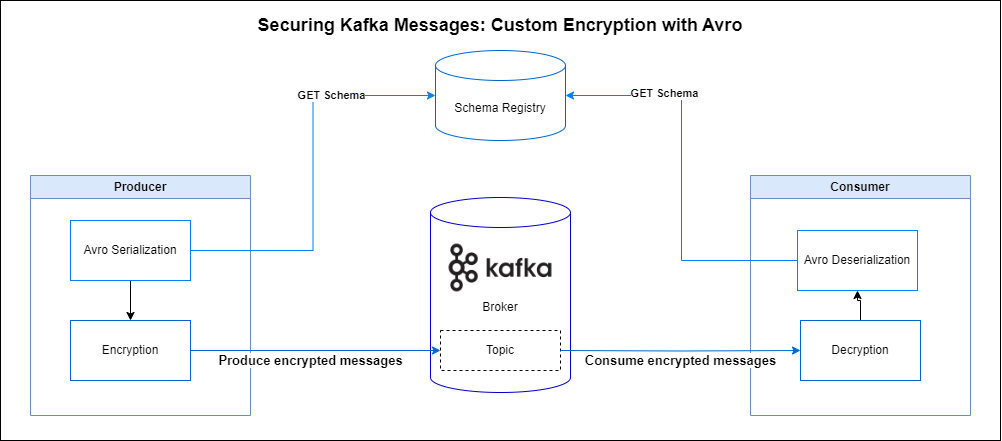 Securing Kafka Messages: Custom Encryption with Avro
GET Schema
Schema Registry
GET Schema
Producer
Avro Serialization
Encryption
Produce encrypted messages
kafka
Broker
Topic
Consume encrypted messages
Consumer
Avro Deserialization
Decryption